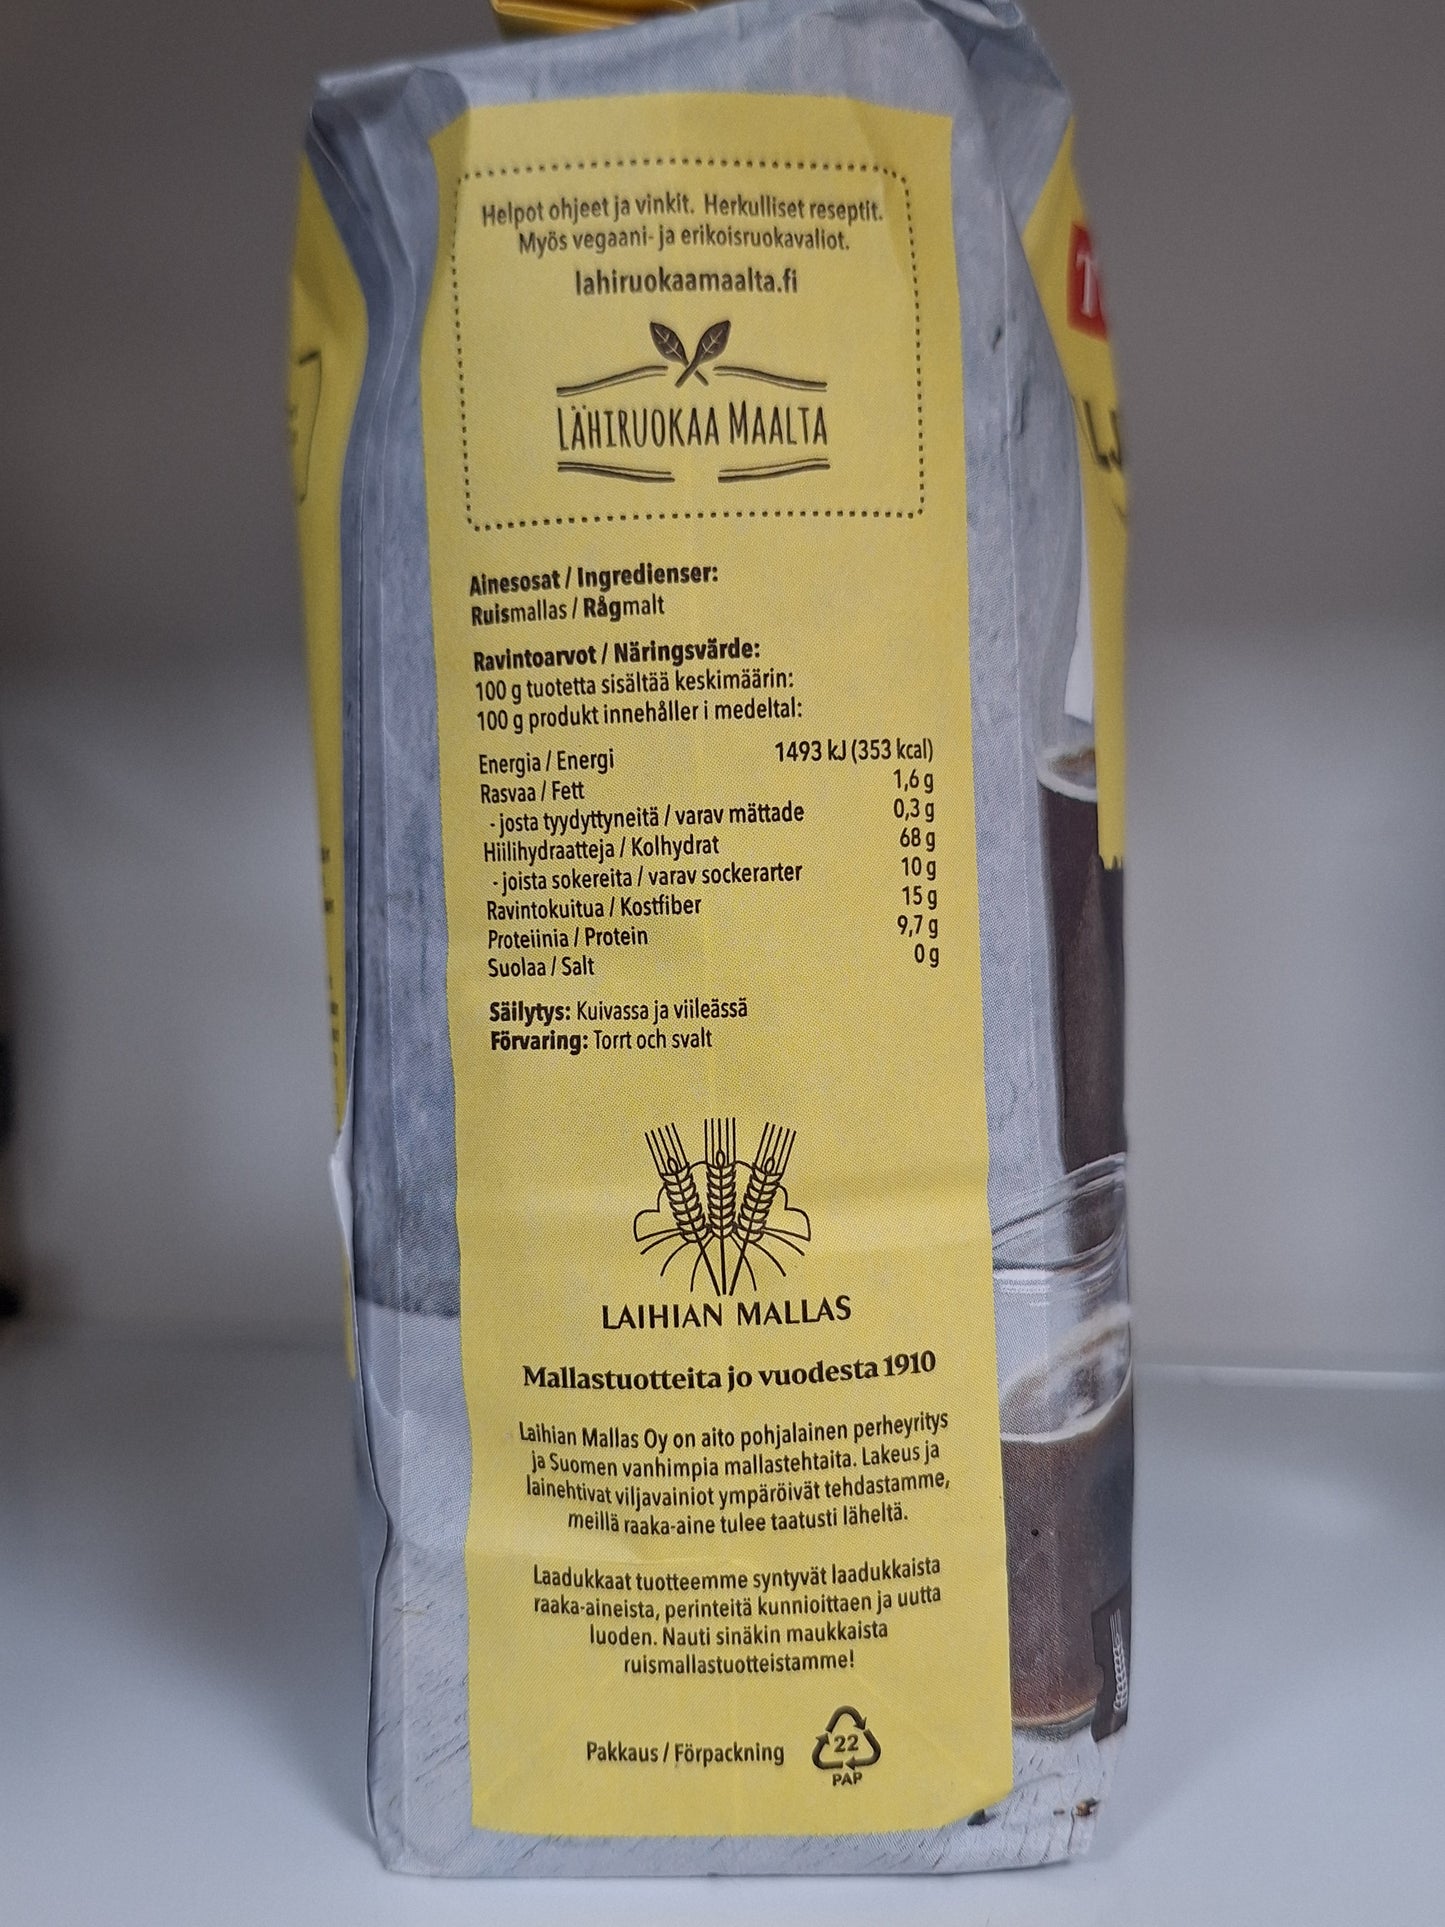 Helpot ohjeet ja vinkit. Herkulliset reseptit.
Myös vegaani- ja erikoisruokavaliot.
lahiruokaamaalta.fi
LÄHIRUOKAA MAALTA
Ainesosat / Ingredienser:
Ruismallas / Rågmalt
Ravintoarvot / Näringsvärde:
100 g tuotetta sisältää keskimäärin:
100 g produkt innehåller i medeltal:
Energia / Energi 1493 kJ (353 kcal)
Rasvaa / Fett 1,6 g
- josta tyydyttyneitä / varav mättade 0,3 g
Hiilihydraatteja / Kolhydrat 68 g
- joista sokereita / varav sockerarter 10 g
Ravintokuitua / Kostfiber 15 g
Proteiinia / Protein 9,7 g
Suolaa / Salt 0 g
Säilytys: Kuivassa ja viileässä
Förvaring: Torrt och svalt
LAIHIAN MALLAS
Mallastuotteita jo vuodesta 1910
Laihian Mallas Oy on aito pohjalainen perheyritys
ja Suomen vanhimpia mallastehtaita. Lakeus ja
lainehtivat viljavainiot ympäröivät tehdastamme,
meillä raaka-aine tulee taatusti läheltä.
Laadukkaat tuotteemme syntyvät laadukkaista
raaka-aineista, perinteitä kunnioittaen ja uutta
luoden. Nauti sinäkin maukkaista
ruismallastuotteistamme!
Pakkaus / Förpackning 22
PAP